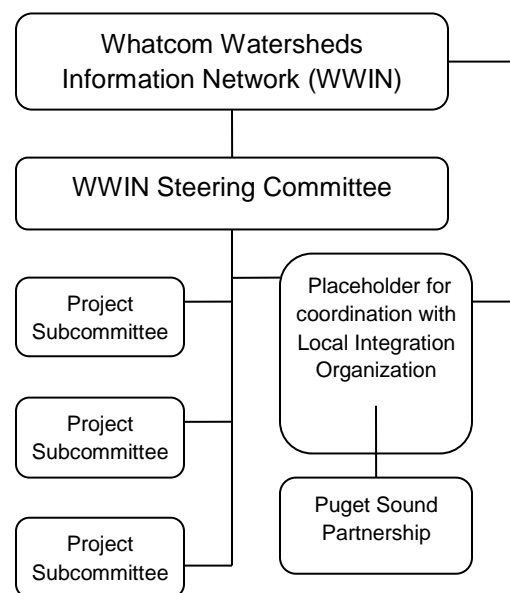 Whatcom Watersheds
Information Network (WWIN)
WWIN Steering Committee
Project
Subcommittee
Placeholder for
coordination with
Local Integration
Organization
Project
Subcommittee
Puget Sound
Partnership
Project
Subcommittee